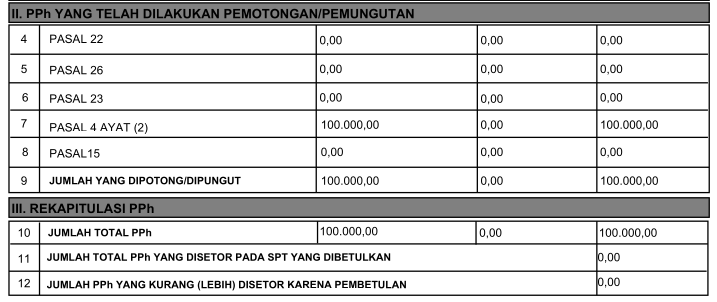 II. PPh YANG TELAH DILAKUKAN PEMOTONGAN/PEMUNGUTAN
4 PASAL 22 0,00 0,00 0,00
5 PASAL 26 0,00 0,00 0,00
6 PASAL 23 0,00 0,00 0,00
7 PASAL 4 AYAT (2) 100.000,00 0,00 100.000,00
8 PASAL15 0,00 0,00 0,00
9 JUMLAH YANG DIPOTONG/DIPUNGUT 100.000,00 0,00 100.000,00
III. REKAPITULASI PPh
10 JUMLAH TOTAL PPh 100.000,00 0,00 100.000,00
11 JUMLAH TOTAL PPh YANG DISETOR PADA SPT YANG DIBETULKAN 0,00
12 JUMLAH PPh YANG KURANG (LEBIH) DISETOR KARENA PEMBETULAN 0,00